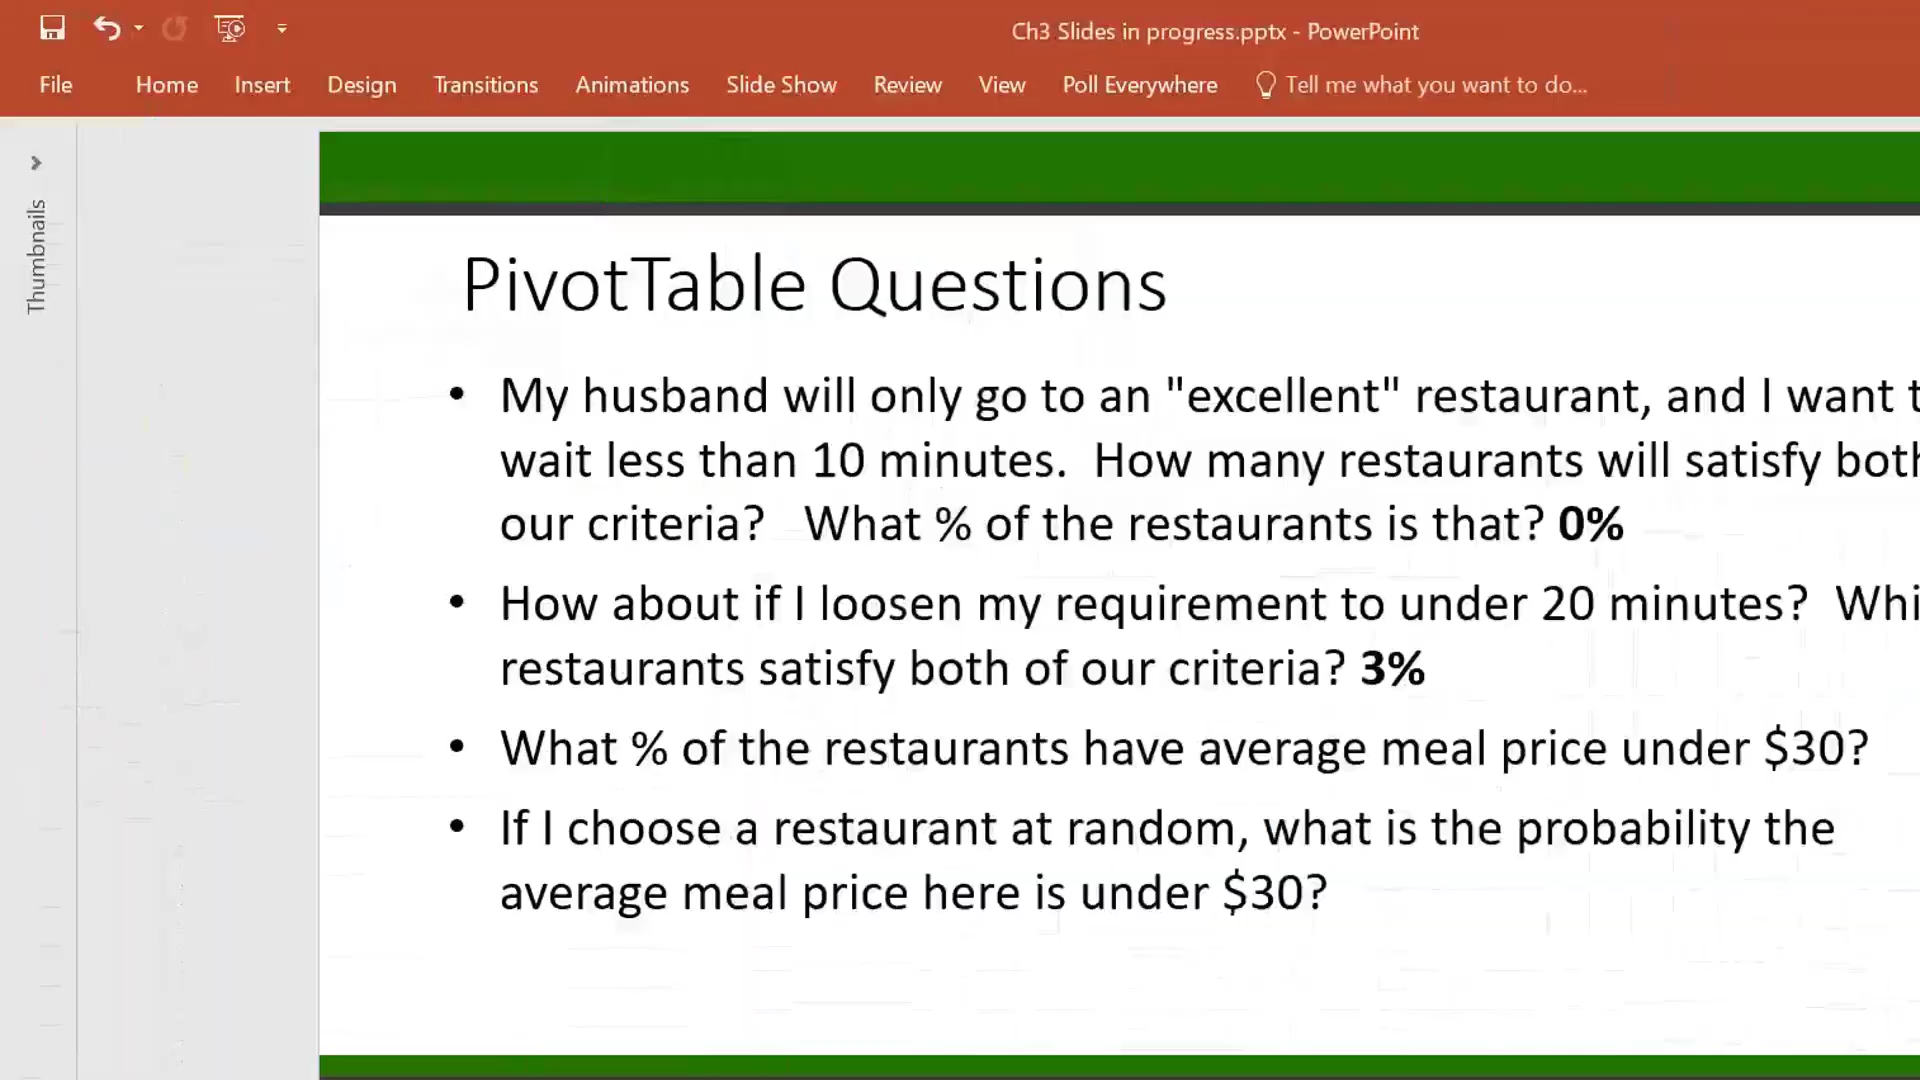 Ch3 Slides in progress.pptx - PowerPoint
File Home Insert Design Transitions Animations Slide Show Review View Poll Everywhere Tell me what you want to do...
Thumbnails
PivotTable Questions
• My husband will only go to an "excellent" restaurant, and I want
wait less than 10 minutes.  How many restaurants will satisfy
our criteria?   What % of the restaurants is that? 0%
• How about if I loosen my requirement to under 20 minutes?
restaurants satisfy both of our criteria? 3%
• What % of the restaurants have average meal price under $30?
• If I choose a restaurant at random, what is the probability the
average meal price here is under $30?